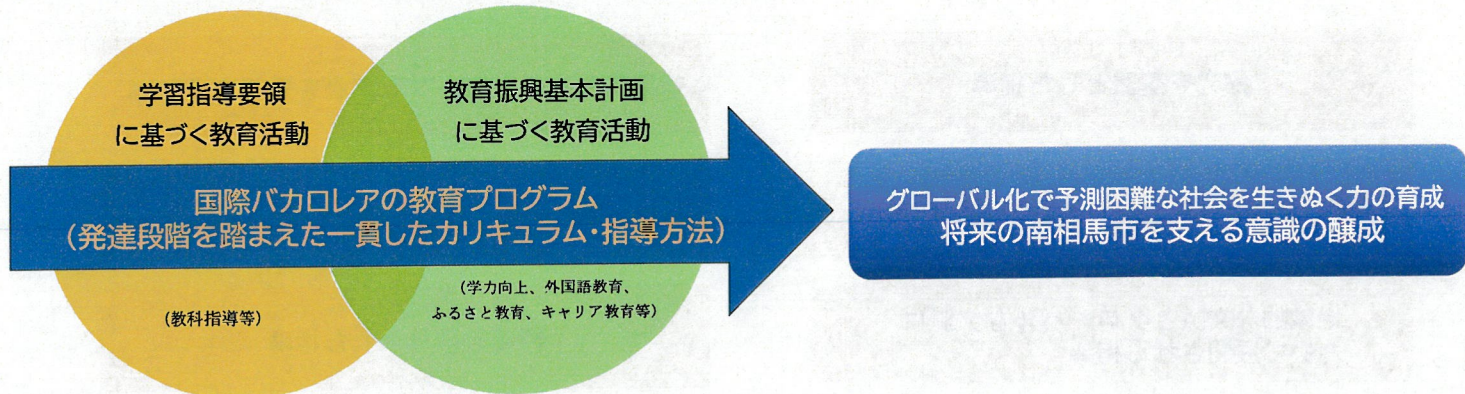 学習指導要領
に基づく教育活動
教育振興基本計画
に基づく教育活動
国際バカロレアの教育プログラム
（発達段階を踏まえた一貫したカリキュラム・指導方法）
(教科指導等)
(学力向上、外国語教育、
ふるさと教育、キャリア教育等)
グローバル化で予測困難な社会を生きぬく力の育成
将来の南相馬市を支える意識の醸成